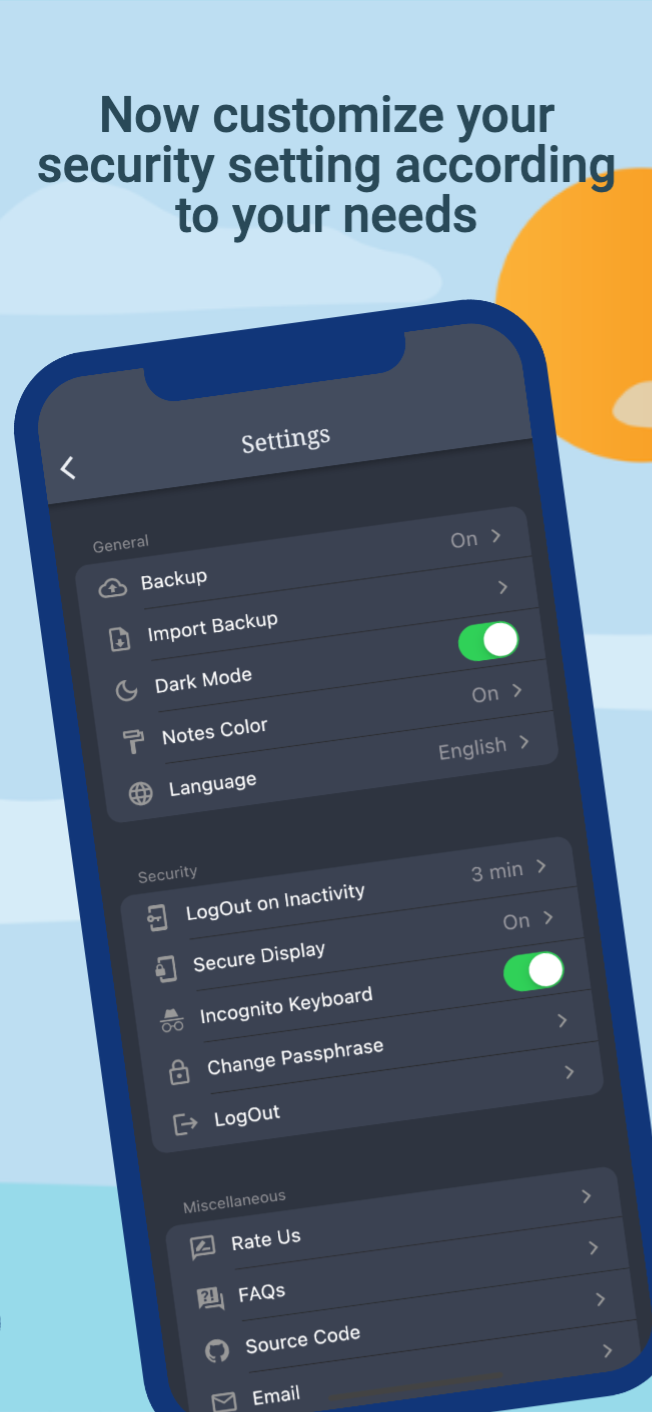 Now customize your
security setting according
to your needs
Settings
General
Backup On
Import Backup
Dark Mode
Notes Color On
Language English
Security
LogOut on Inactivity 3 min
Secure Display On
Incognito Keyboard
Change Passphrase
LogOut
Miscellaneous
Rate Us
FAQs
Source Code
Email